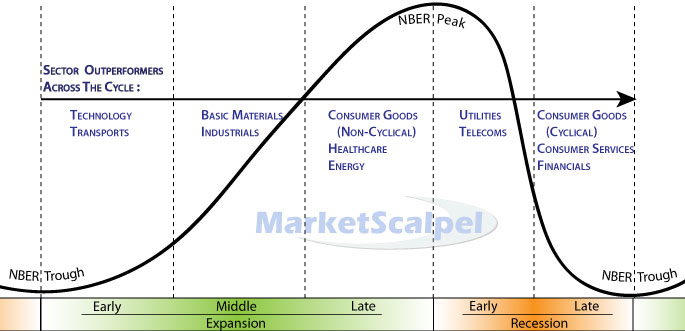 NBER Peak
Sector Outperformers
Across The Cycle :
Technology
Transports
Basic Materials
Industrials
Consumer Goods
(Non-Cyclical)
Healthcare
Energy
Utilities
Telecoms
Consumer Goods
(Cyclical)
Consumer Services
Financials
MarketScalpel
NBER Trough
NBER Trough
Early
Middle
Late
Early
Late
Expansion
Recession